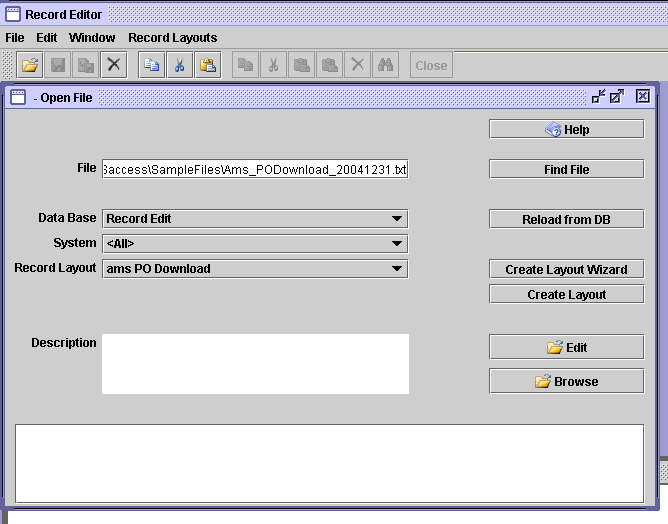 Record Editor
File Edit Window Record Layouts
Close
- Open File
Help
File access\SampleFiles\Ams_PODownload_20041231.txt Find File
Data Base Record Edit Reload from DB
System <All>
Record Layout ams PO Download Create Layout Wizard
Create Layout
Description Edit
Browse